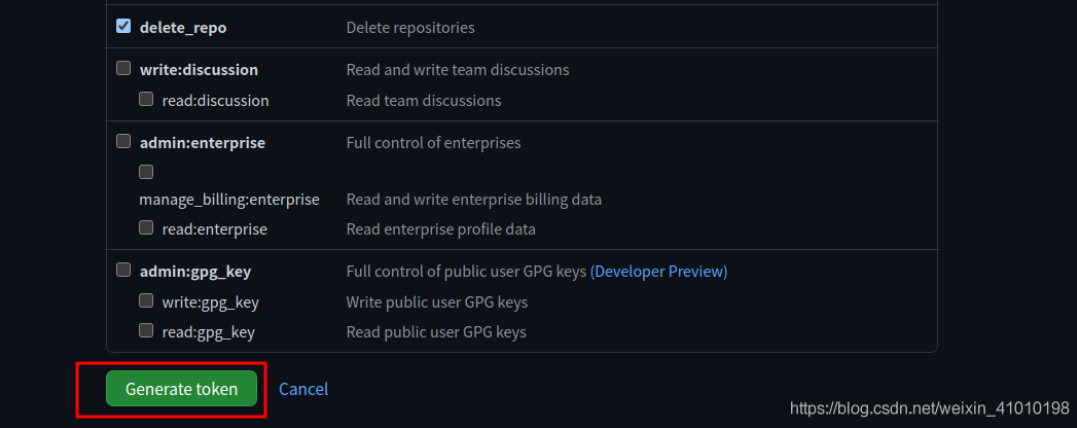 delete_repo Delete repositories
write:discussion Read and write team discussions
read:discussion Read team discussions
admin:enterprise Full control of enterprises
manage_billing:enterprise Read and write enterprise billing data
read:enterprise Read enterprise profile data
admin:gpg_key Full control of public user GPG keys (Developer Preview)
write:gpg_key Write public user GPG keys
read:gpg_key Read public user GPG keys
Generate token Cancel
https://blog.csdn.net/weixin_41010198